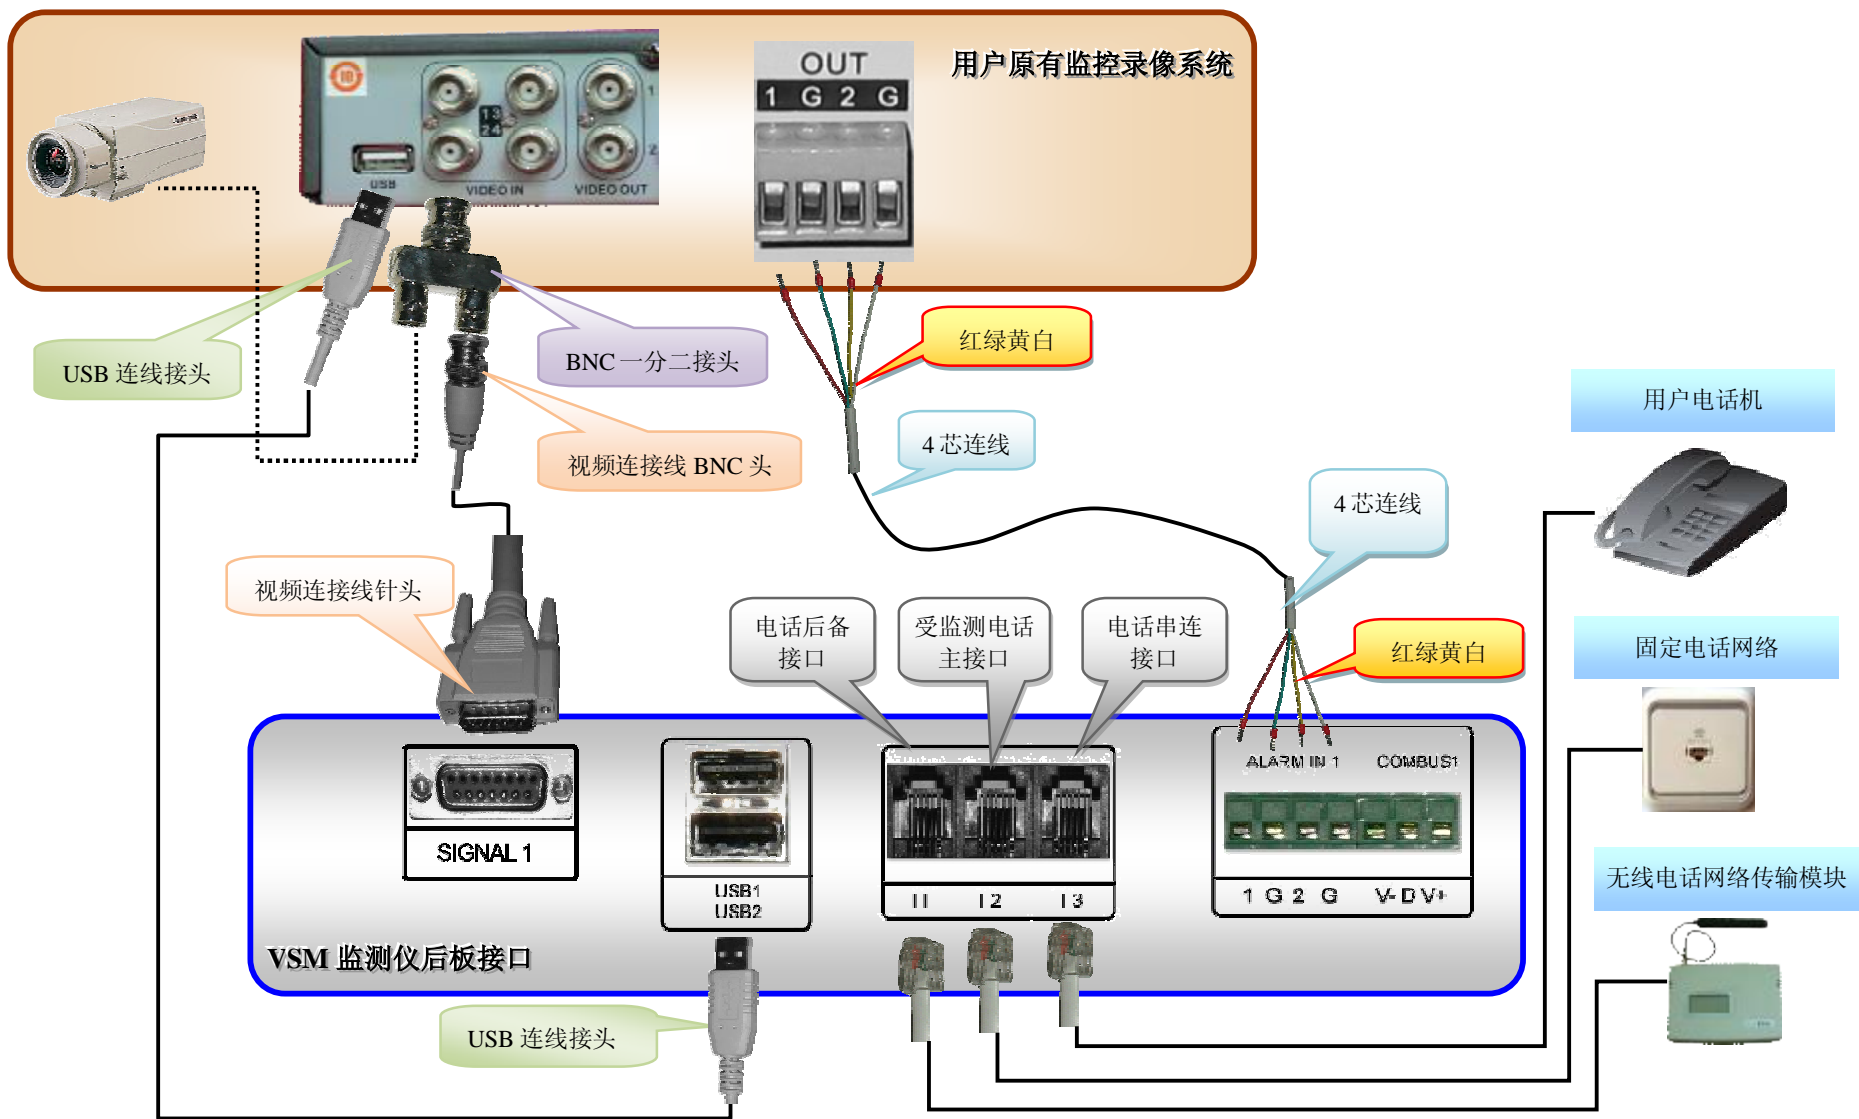 用户原有监控录像系统
OUT
1 G 2 G
1
13
24
2
USB
VIDEO IN
VIDEO OUT
USB 连线接头
BNC 一分二接头
红绿黄白
视频连接线 BNC 头
4 芯连线
4 芯连线
用户电话机
视频连接线针头
电话后备
接口
受监测电话
主接口
电话串连
接口
红绿黄白
固定电话网络
ALARM IN 1
COMBUS1
SIGNAL 1
USB1
USB2
I1
I 2
I 3
1 G 2 G
V- D V+
无线电话网络传输模块
VSM 监测仪后板接口
USB 连线接头